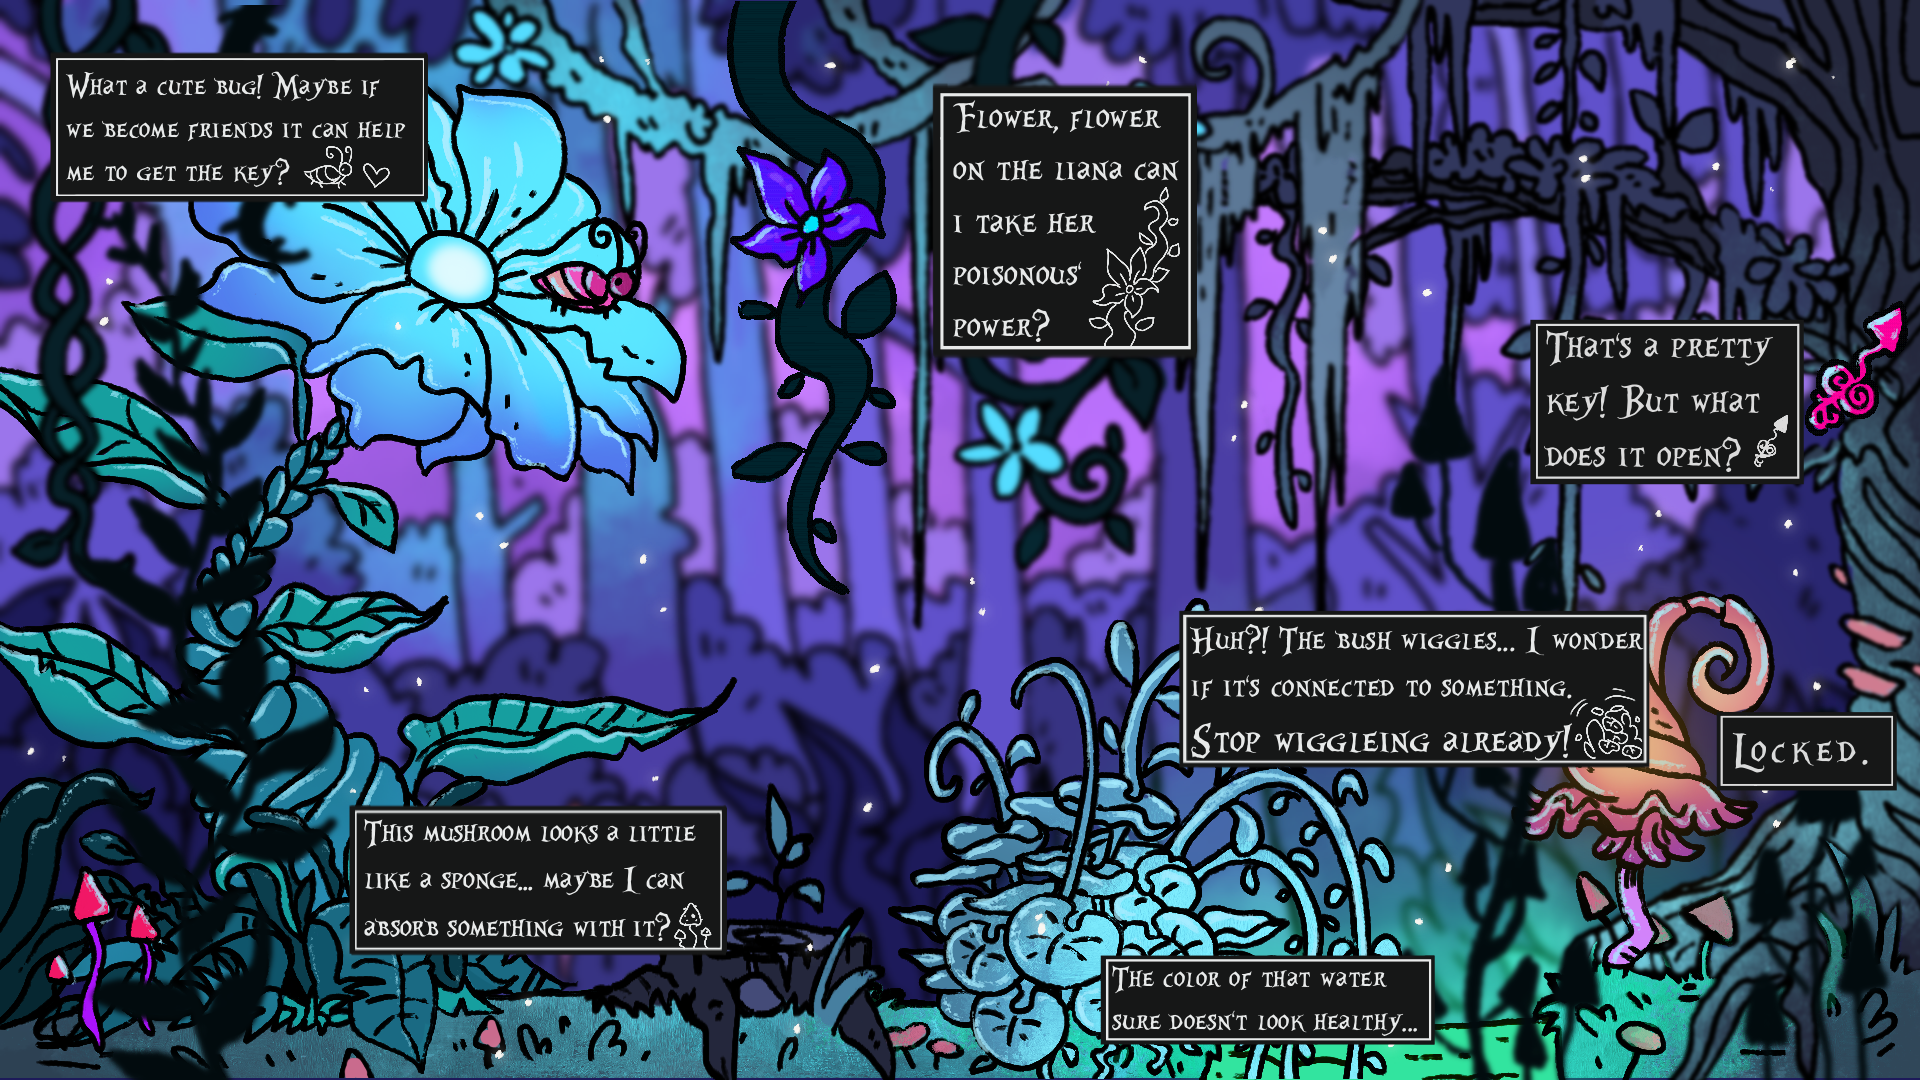 What a cute bug! Maybe if
we become friends it can help
me to get the key?
Flower, flower
on the liana can
I take her
poisonous'
power?
That's a pretty
key! But what
does it open?
Huh?! The bush wiggles... I wonder
if it's connected to something.
Stop wiggleing already!
Locked.
This mushroom looks a little
like a sponge... maybe I can
absorb something with it?
The color of that water
sure doesn't look healthy...